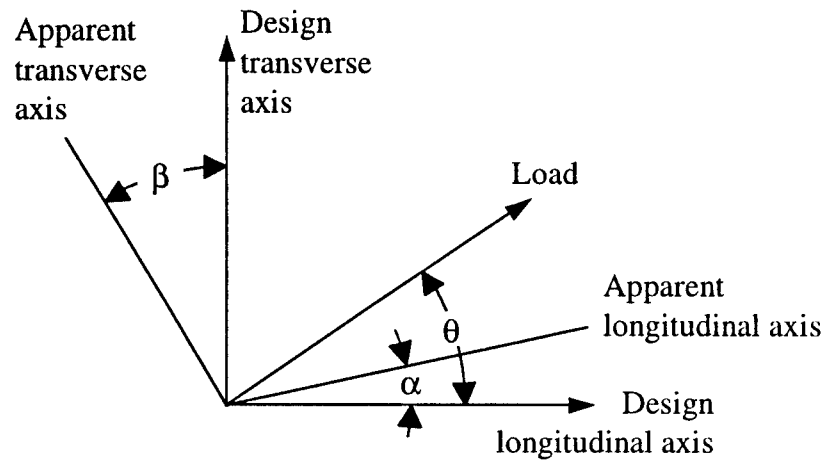 Apparent
transverse
axis
Design
transverse
axis
β
Load
Apparent
longitudinal axis
θ
α
Design
longitudinal axis